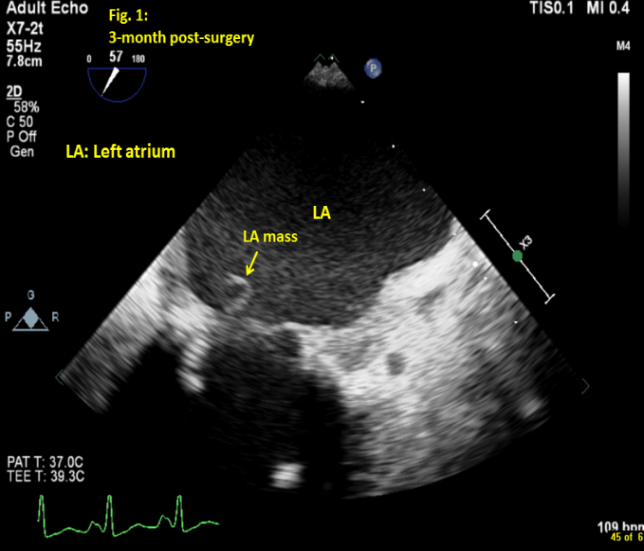 Adult Echo
TIS0.1 MI 0.4
X7-2t
55Hz
7.8cm
Fig. 1:
3-month post-surgery
0 57 180
P
M4
2D
58%
C 50
P Off
Gen
LA: Left atrium
LA
LA mass
X3
G
P R
PAT T: 37.0C
TEE T: 39.3C
109 bpm
45 of